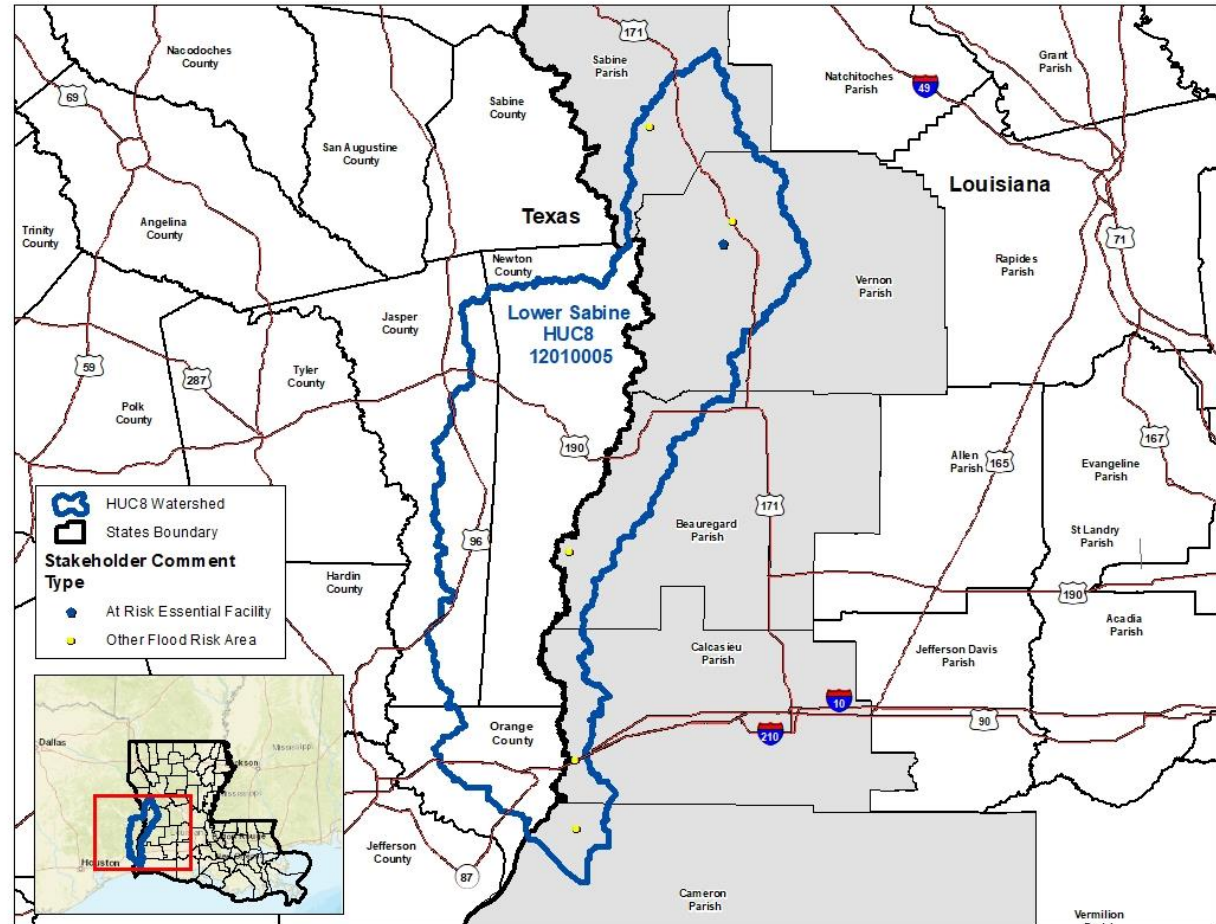 Nacodoches
County
69
Sabine
Parish
171
Natchitoches
Parish
49
Grant
Parish
Sabine
County
San Augustine
County
Louisiana
Texas
Trinity
County
Angelina
County
71
Newton
County
Rapides
Parish
Vernon
Parish
Jasper
County
Lower Sabine
HUC8
12010005
59
287
Tyler
County
Polk
County
190
Allen
Parish
165
167
Evangeline
Parish
171
HUC8 Watershed
States Boundary
Stakeholder Comment
Type
At Risk Essential Facility
Other Flood Risk Area
96
Beauregard
Parish
St Landry
Parish
Hardin
County
190
Acadia
Parish
Calcasieu
Parish
Jefferson Davis
Parish
10
90
210
Orange
County
Dallas
Mississippi
Houston
Jefferson
County
87
Cameron
Parish
Vermilion